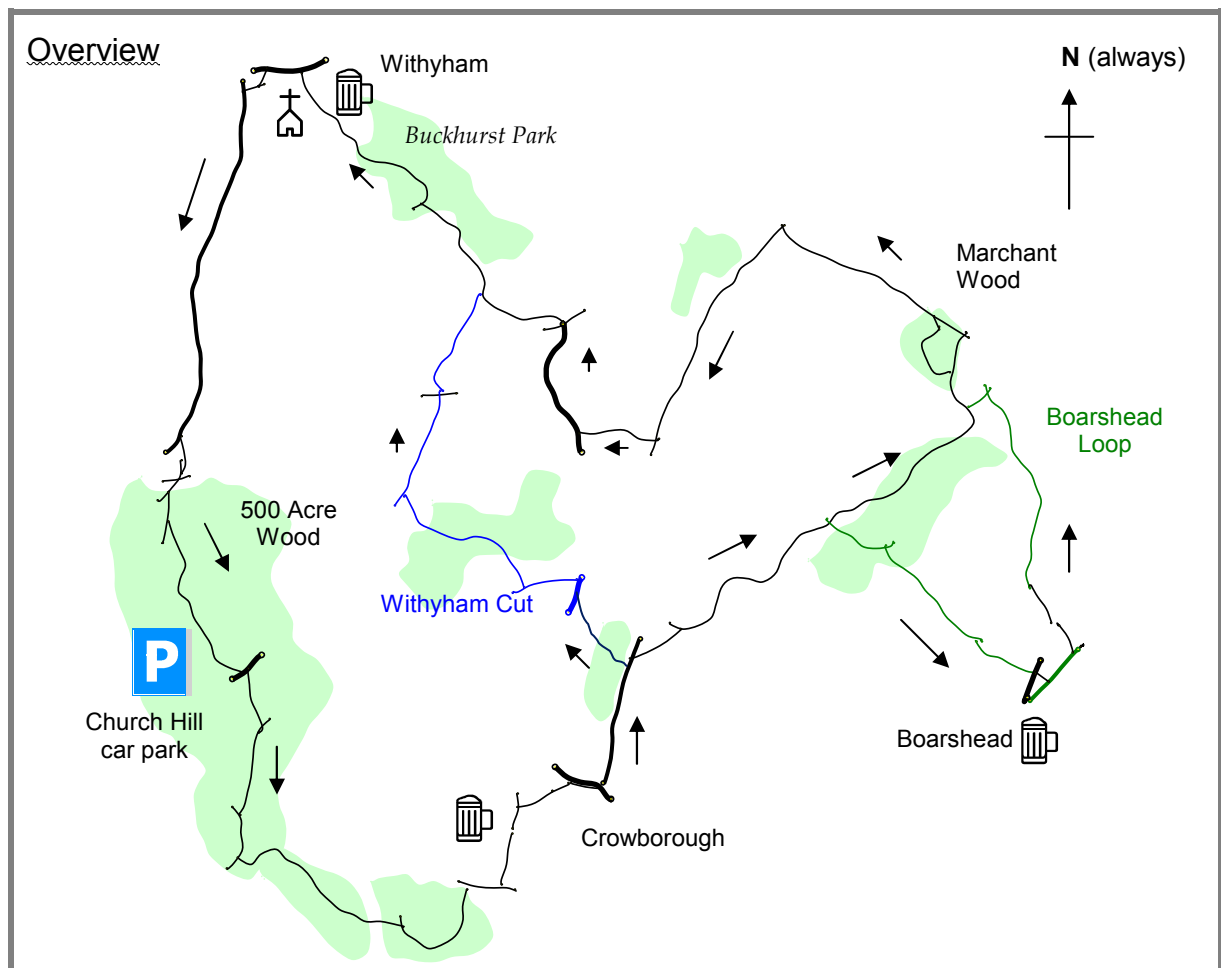 Overview
Withyham
N (always)
Buckhurst Park
Marchant
Wood
Boarshead
Loop
500 Acre
Wood
Withyham Cut
P
Church Hill
car park
Boarshead
Crowborough